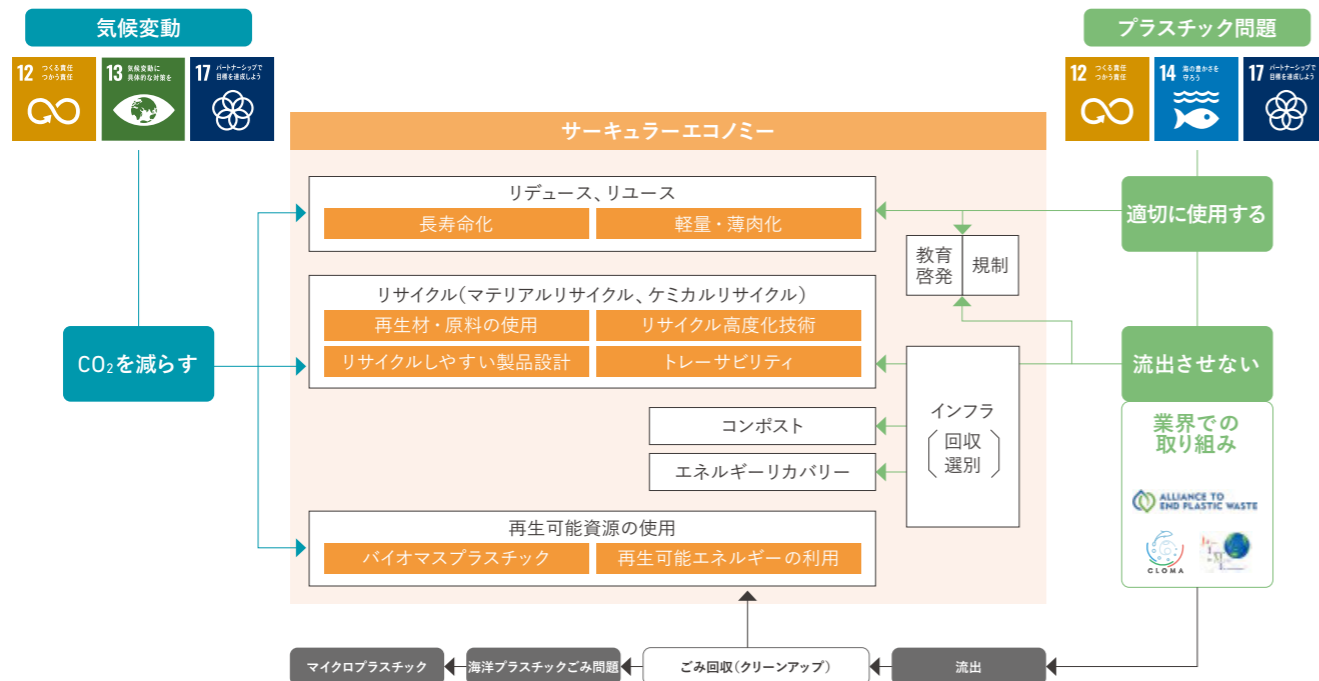 気候変動
プラスチック問題
12 つくる責任
つかう責任
13 気候変動に
具体的な対策を
17 パートナーシップで
目標を達成しよう
12 つくる責任
つかう責任
14 海の豊かさを
守ろう
17 パートナーシップで
目標を達成しよう
サーキュラーエコノミー
リデュース、リユース
長寿命化
軽量・薄肉化
適切に使用する
教育
啓発
規制
リサイクル(マテリアルリサイクル、ケミカルリサイクル)
再生材・原料の使用
リサイクル高度化技術
リサイクルしやすい製品設計
トレーサビリティ
CO₂を減らす
流出させない
インフラ
回収
選別
コンポスト
エネルギーリカバリー
業界での
取り組み
ALLIANCE TO
END PLASTIC WASTE
CLOMA
再生可能資源の使用
バイオマスプラスチック
再生可能エネルギーの利用
マイクロプラスチック
海洋プラスチックごみ問題
ごみ回収(クリーンアップ)
流出